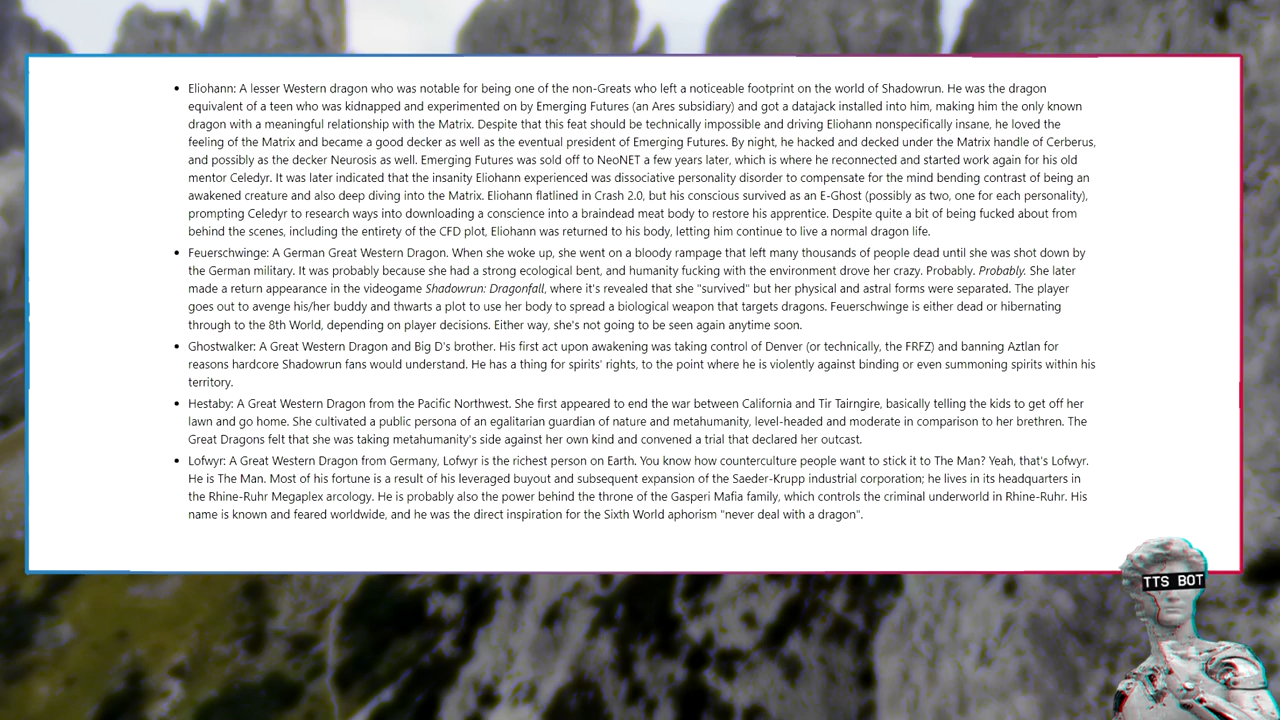 • Eliohann: A lesser Western dragon who was notable for being one of the non-Greats who left a noticeable footprint on the world of Shadowrun. He was the dragon
equivalent of a teen who was kidnapped and experimented on by Emerging Futures (an Ares subsidiary) and got a datajack installed into him, making him the only known
dragon with a meaningful relationship with the Matrix. Despite that this feat should be technically impossible and driving Eliohann nonspecifically insane, he loved the
feeling of the Matrix and became a good decker as well as the eventual president of Emerging Futures. By night, he hacked and decked under the Matrix handle of Cerberus,
and possibly as the decker Neurosis as well. Emerging Futures was sold off to NeoNET a few years later, which is where he reconnected and started work again for his old
mentor Celedyr. It was later indicated that the insanity Eliohann experienced was dissociative personality disorder to compensate for the mind bending contrast of being an
awakened creature and also deep diving into the Matrix. Eliohann flatlined in Crash 2.0, but his conscious survived as an E-Ghost (possibly as two, one for each personality),
prompting Celedyr to research ways into downloading a conscience into a braindead meat body to restore his apprentice. Despite quite a bit of being fucked about from
behind the scenes, including the entirety of the CFD plot, Eliohann was returned to his body, letting him continue to live a normal dragon life.
• Feuerschwinge: A German Great Western Dragon. When she woke up, she went on a bloody rampage that left many thousands of people dead until she was shot down by
the German military. It was probably because she had a strong ecological bent, and humanity fucking with the environment drove her crazy. Probably. Probably. She later
made a return appearance in the videogame Shadowrun: Dragonfall, where it's revealed that she "survived" but her physical and astral forms were separated. The player
goes out to avenge his/her buddy and thwarts a plot to use her body to spread a biological weapon that targets dragons. Feuerschwinge is either dead or hibernating
through to the 8th World, depending on player decisions. Either way, she's not going to be seen again anytime soon.
• Ghostwalker: A Great Western Dragon and Big D's brother. His first act upon awakening was taking control of Denver (or technically, the FRFZ) and banning Aztlan for
reasons hardcore Shadowrun fans would understand. He has a thing for spirits' rights, to the point where he is violently against binding or even summoning spirits within his
territory.
• Hestaby: A Great Western Dragon from the Pacific Northwest. She first appeared to end the war between California and Tir Tairngire, basically telling the kids to get off her
lawn and go home. She cultivated a public persona of an egalitarian guardian of nature and metahumanity, level-headed and moderate in comparison to her brethren. The
Great Dragons felt that she was taking metahumanity's side against her own kind and convened a trial that declared her outcast.
• Lofwyr: A Great Western Dragon from Germany, Lofwyr is the richest person on Earth. You know how counterculture people want to stick it to The Man? Yeah, that's Lofwyr.
He is The Man. Most of his fortune is a result of his leveraged buyout and subsequent expansion of the Saeder-Krupp industrial corporation; he lives in its headquarters in
the Rhine-Ruhr Megaplex arcology. He is probably also the power behind the throne of the Gasperi Mafia family, which controls the criminal underworld in Rhine-Ruhr. His
name is known and feared worldwide, and he was the direct inspiration for the Sixth World aphorism "never deal with a dragon".
TTS BOT